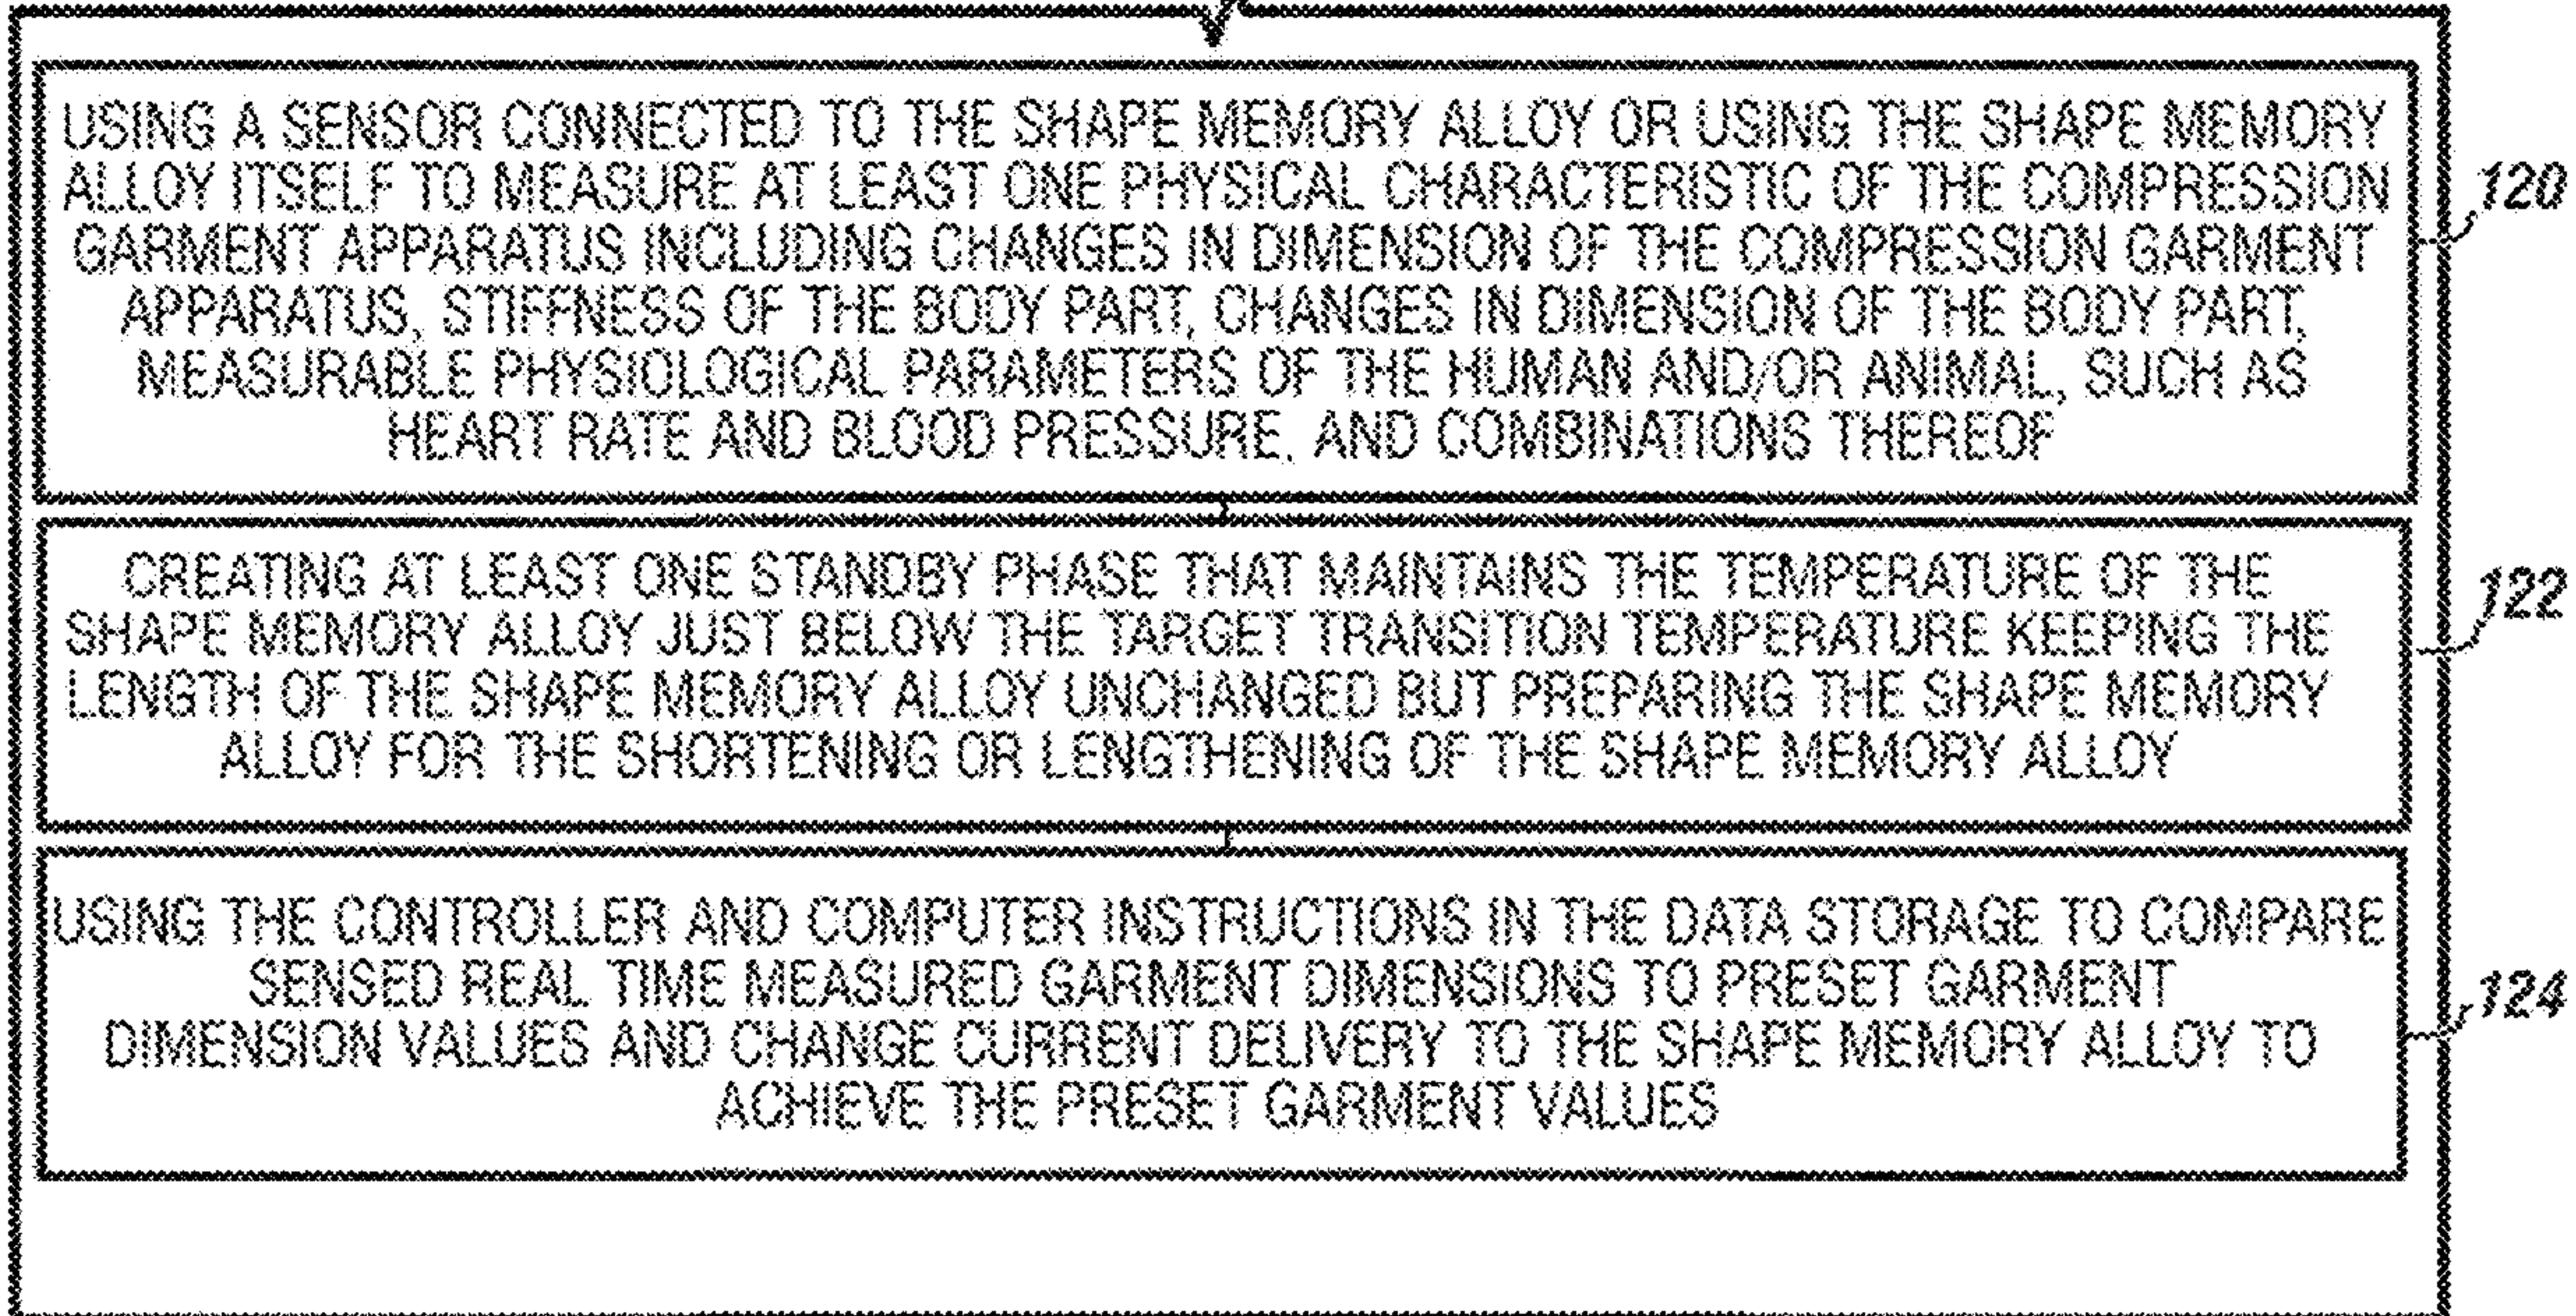 USING A SENSOR CONNECTED TO THE SHAPE MEMORY ALLOY OR USING THE SHAPE MEMORY
ALLOY ITSELF TO MEASURE AT LEAST ONE PHYSICAL CHARACTERISTIC OF THE COMPRESSION
GARMENT APPARATUS INCLUDING CHANGES IN DIMENSION OF THE COMPRESSION GARMENT
APPARATUS, STIFFNESS OF THE BODY PART, CHANGES IN DIMENSION OF THE BODY PART,
MEASURABLE PHYSIOLOGICAL PARAMETERS OF THE HUMAN AND/OR ANIMAL, SUCH AS
HEART RATE AND BLOOD PRESSURE, AND COMBINATIONS THEREOF
120
CREATING AT LEAST ONE STANDBY PHASE THAT MAINTAINS THE TEMPERATURE OF THE
SHAPE MEMORY ALLOY JUST BELOW THE TARGET TRANSITION TEMPERATURE KEEPING THE
LENGTH OF THE SHAPE MEMORY ALLOY UNCHANGED BUT PREPARING THE SHAPE MEMORY
ALLOY FOR THE SHORTENING OR LENGTHENING OF THE SHAPE MEMORY ALLOY
122
USING THE CONTROLLER AND COMPUTER INSTRUCTIONS IN THE DATA STORAGE TO COMPARE
SENSED REAL TIME MEASURED GARMENT DIMENSIONS TO PRESET GARMENT
DIMENSION VALUES AND CHANGE CURRENT DELIVERY TO THE SHAPE MEMORY ALLOY TO
ACHIEVE THE PRESET GARMENT VALUES
124